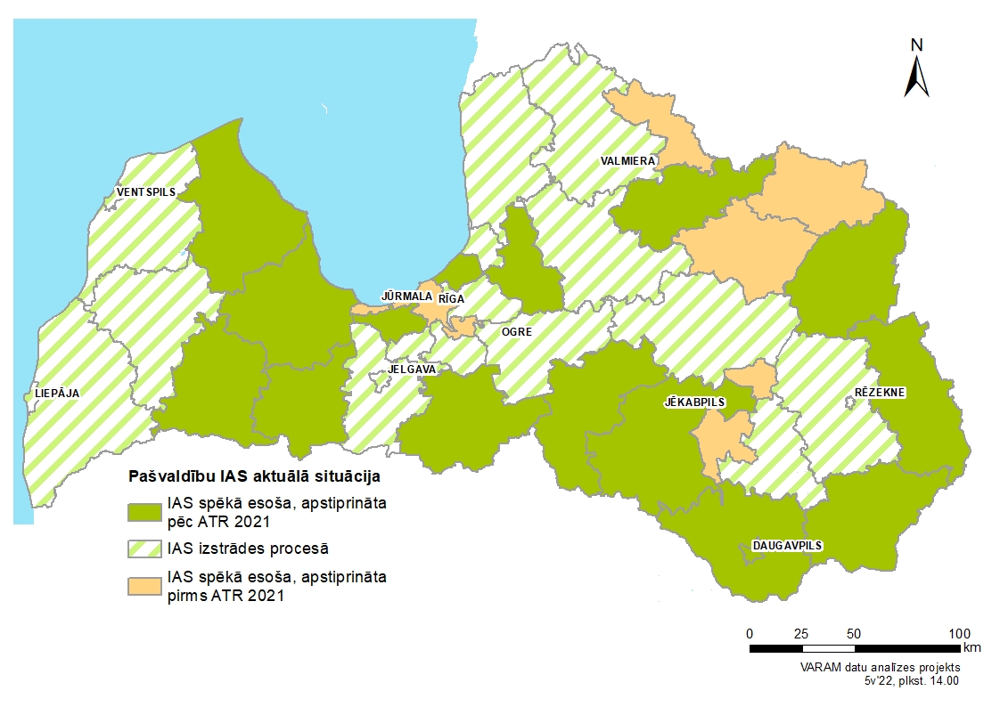 N
VALMIERA
VENTSPILS
JŪRMALA
RĪGA
OGRE
JELGAVA
LIEPĀJA
RĒZEKNE
JĒKABPILS
DAUGAVPILS
Pašvaldību IAS aktuālā situācija
IAS spēkā esoša, apstiprināta
pēc ATR 2021
IAS izstrādes procesā
IAS spēkā esoša, apstiprināta
pirms ATR 2021
0 25 50 100
km
VARAM datu analīzes projekts
5v'22, plkst. 14.00